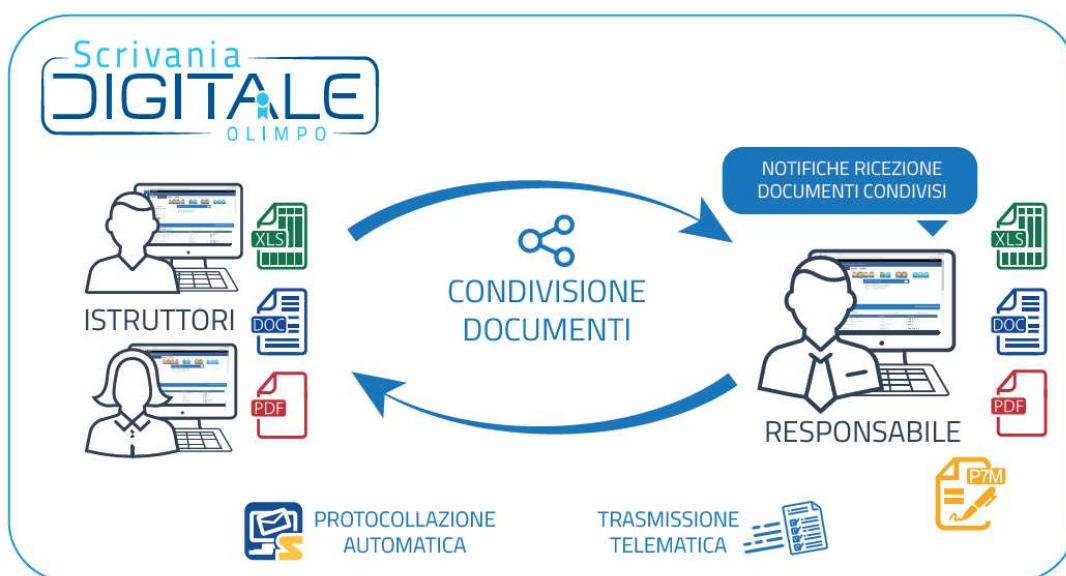 Scrivania
DIGITALE
OLIMPO
NOTIFICHE RICEZIONE
DOCUMENTI CONDIVISI
XLS
DOC
PDF
ISTRUTTORI
CONDIVISIONE
DOCUMENTI
XLS
DOC
PDF
RESPONSABILE
P7M
PROTOCOLLAZIONE
AUTOMATICA
TRASMISSIONE
TELEMATICA